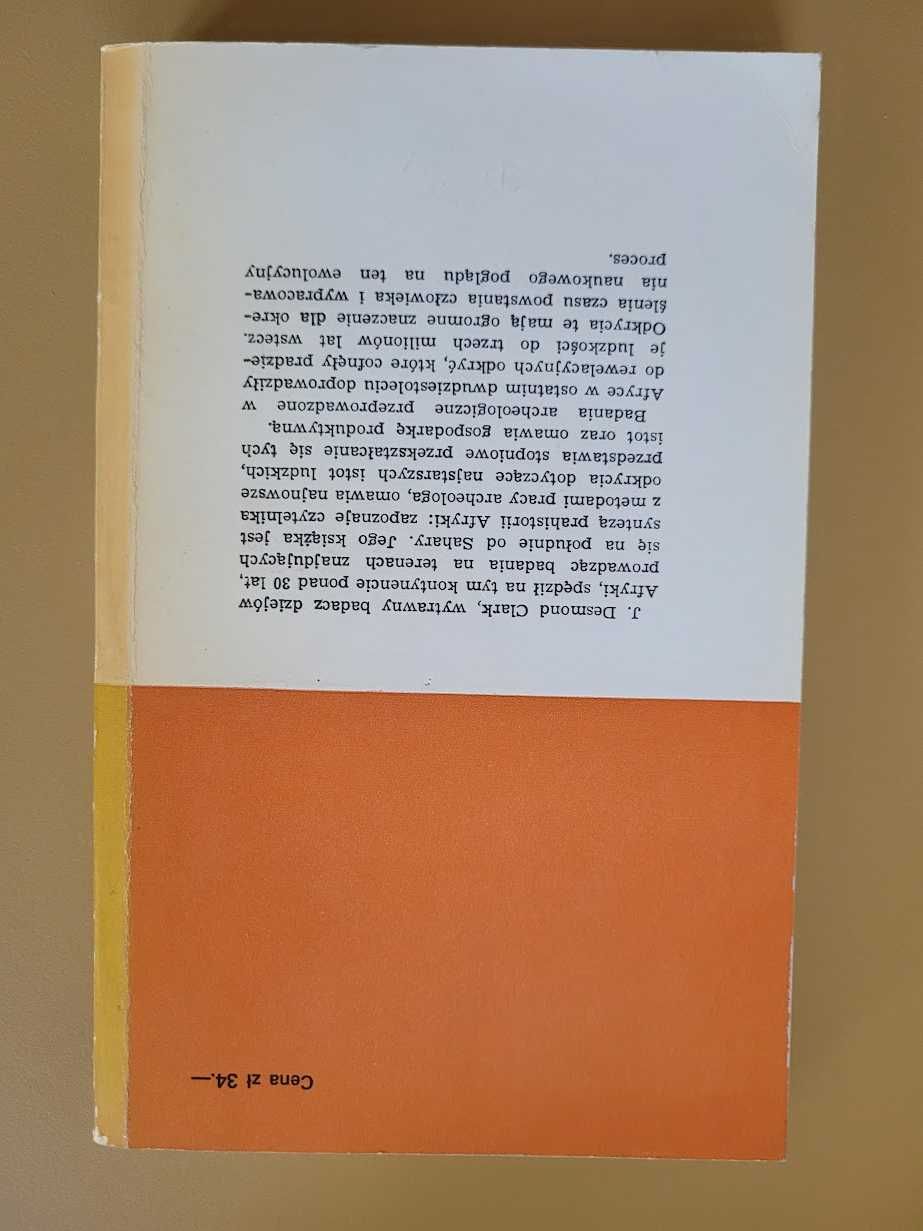 Cena zł 34.—
J. Desmond Clark, wytrawny badacz dziejów
Afryki, spędził na tym kontynencie ponad 30 lat,
prowadząc badania na terenach znajdujących
się na południe od Sahary. Jego książka jest
syntezą prahistorii Afryki: zapoznaje czytelnika
z metodami pracy archeologa, omawia najnowsze
odkrycia dotyczące najstarszych istot ludzkich,
przedstawia stopniowe przekształcanie się tych
istot oraz omawia gospodarkę produktywną.
Badania archeologiczne przeprowadzone w
Afryce w ostatnim dwudziestoleciu doprowadziły
do rewelacyjnych odkryć, które cofnęły pradzie-
je ludzkości do trzech milionów lat wstecz.
Odkrycia te mają ogromne znaczenie dla okre-
ślenia czasu powstania człowieka i wypracowa-
nia naukowego poglądu na ten ewolucyjny
proces.